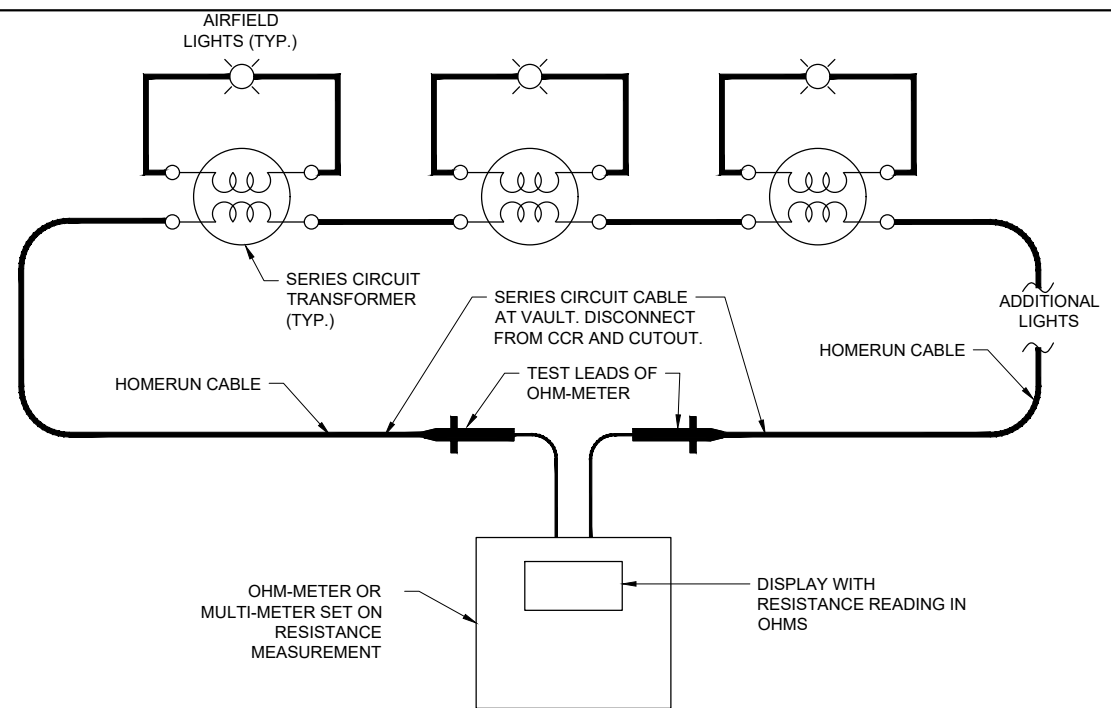 AIRFIELD
LIGHTS (TYP.)
SERIES CIRCUIT
TRANSFORMER
(TYP.)
SERIES CIRCUIT CABLE
AT VAULT. DISCONNECT
FROM CCR AND CUTOUT.
ADDITIONAL
LIGHTS
HOMERUN CABLE
HOMERUN CABLE
TEST LEADS OF
OHM-METER
OHM-METER OR
MULTI-METER SET ON
RESISTANCE
MEASUREMENT
DISPLAY WITH
RESISTANCE READING IN
OHMS